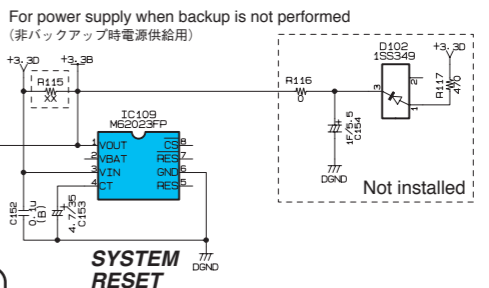 For power supply when backup is not performed
(非バックアップ時電源供給用)
+3.3D
+3.3B
R115
XX
R116
0
D102
1SS349
+3.3D
3
2
1
R117
470
1F/5.5
C154
DGND
Not installed
IC109
M62023FP
1 VOUT
2 VBAT
3 VIN
4 CT
CS 8
RES 7
GND 6
RES 5
C152
0.1u
(B)
4.7/35
C153
DGND
SYSTEM
RESET